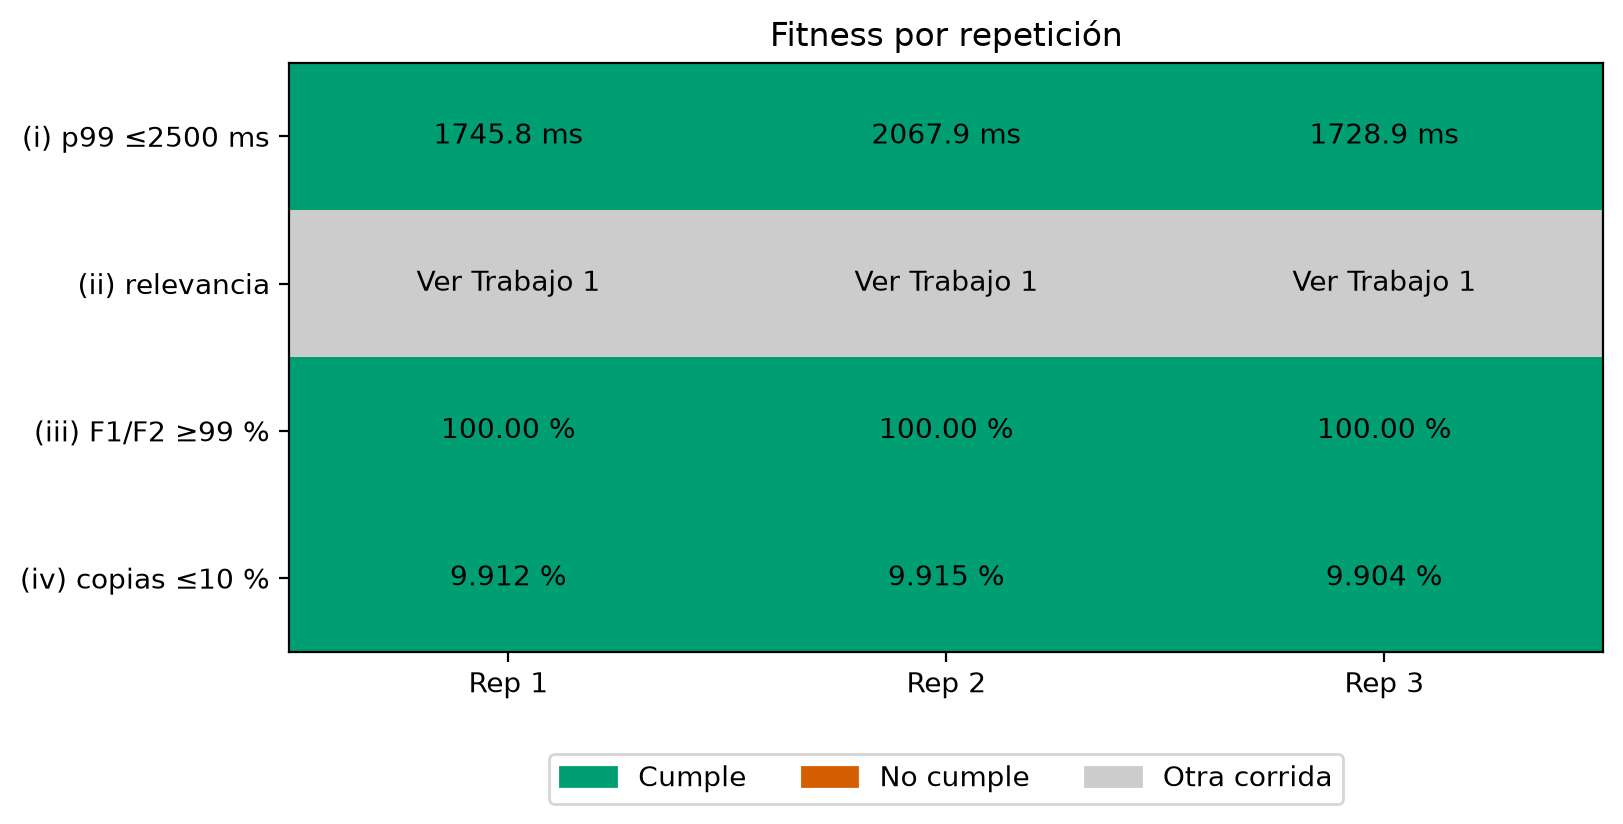 Fitness por repetición
(i) p99 ≤2500 ms 1745.8 ms 2067.9 ms 1728.9 ms
(ii) relevancia Ver Trabajo 1 Ver Trabajo 1 Ver Trabajo 1
(iii) F1/F2 ≥99 % 100.00 % 100.00 % 100.00 %
(iv) copias ≤10 % 9.912 % 9.915 % 9.904 %
Rep 1 Rep 2 Rep 3
Cumple No cumple Otra corrida